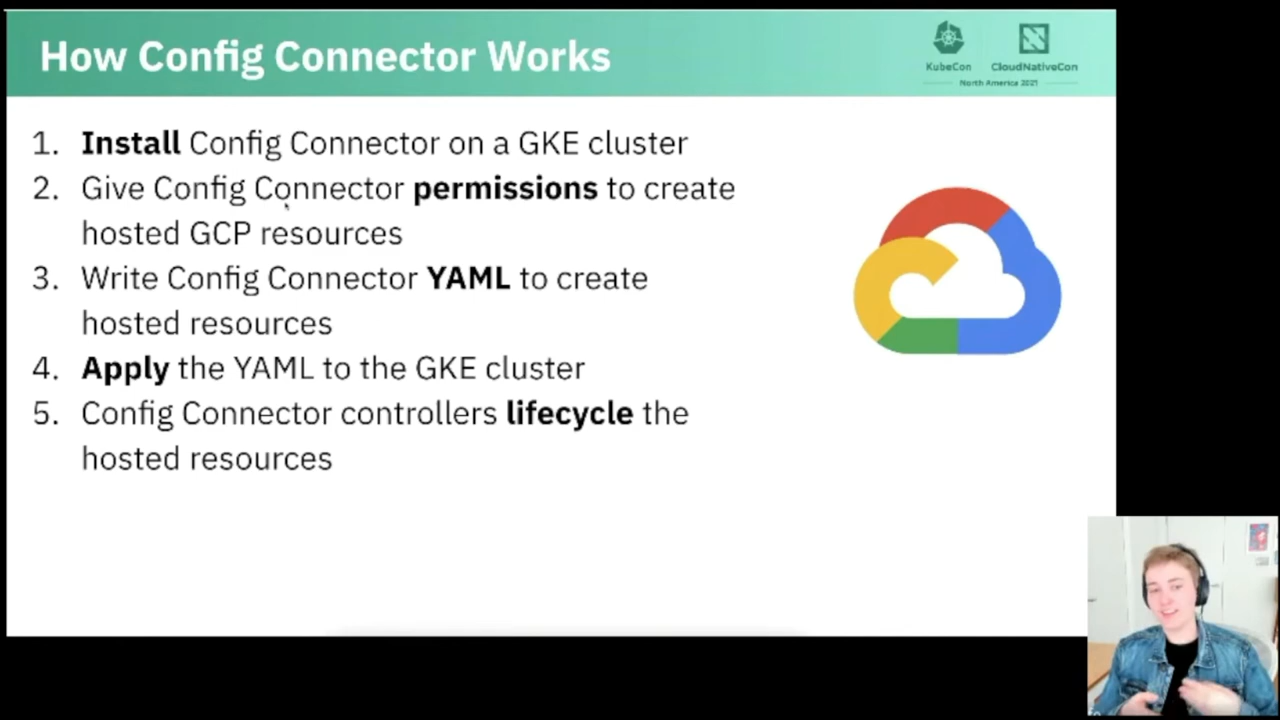 How Config Connector Works
KubeCon
CloudNativeCon
North America 2021
1. Install Config Connector on a GKE cluster
2. Give Config Connector permissions to create
hosted GCP resources
3. Write Config Connector YAML to create
hosted resources
4. Apply the YAML to the GKE cluster
5. Config Connector controllers lifecycle the
hosted resources